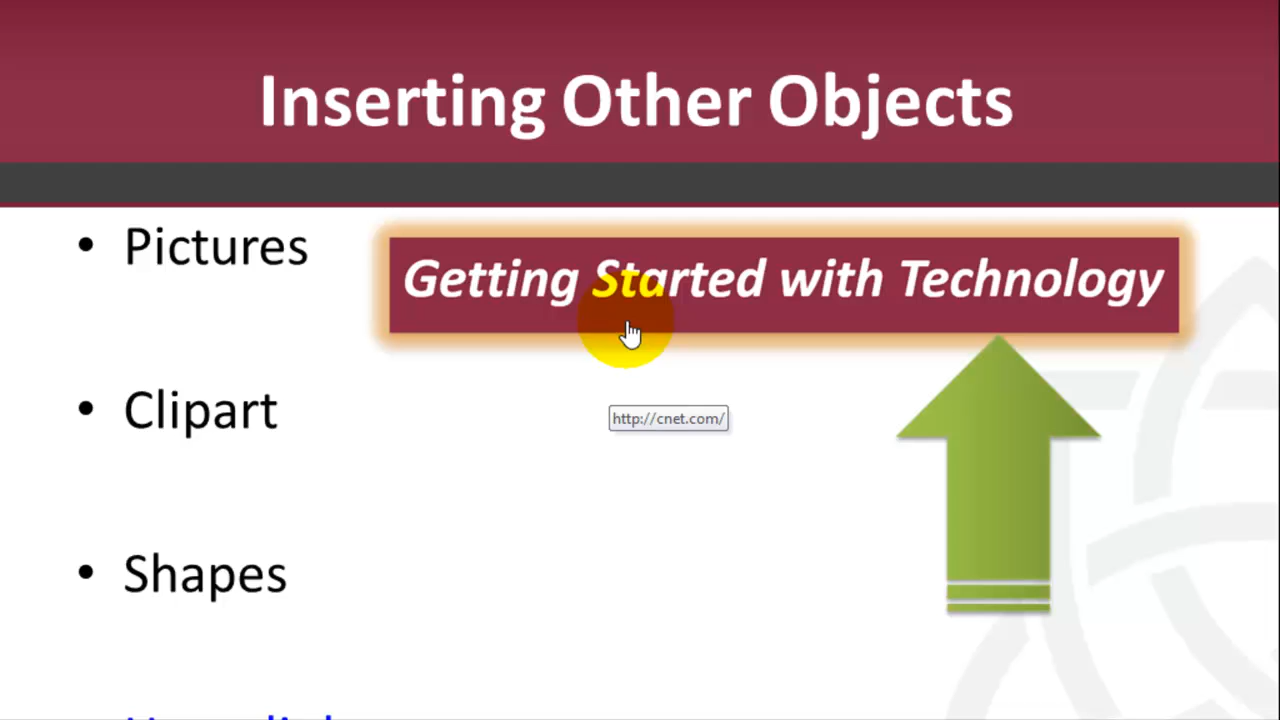 Inserting Other Objects
Pictures
Getting Started with Technology
http://cnet.com/
Clipart
Shapes